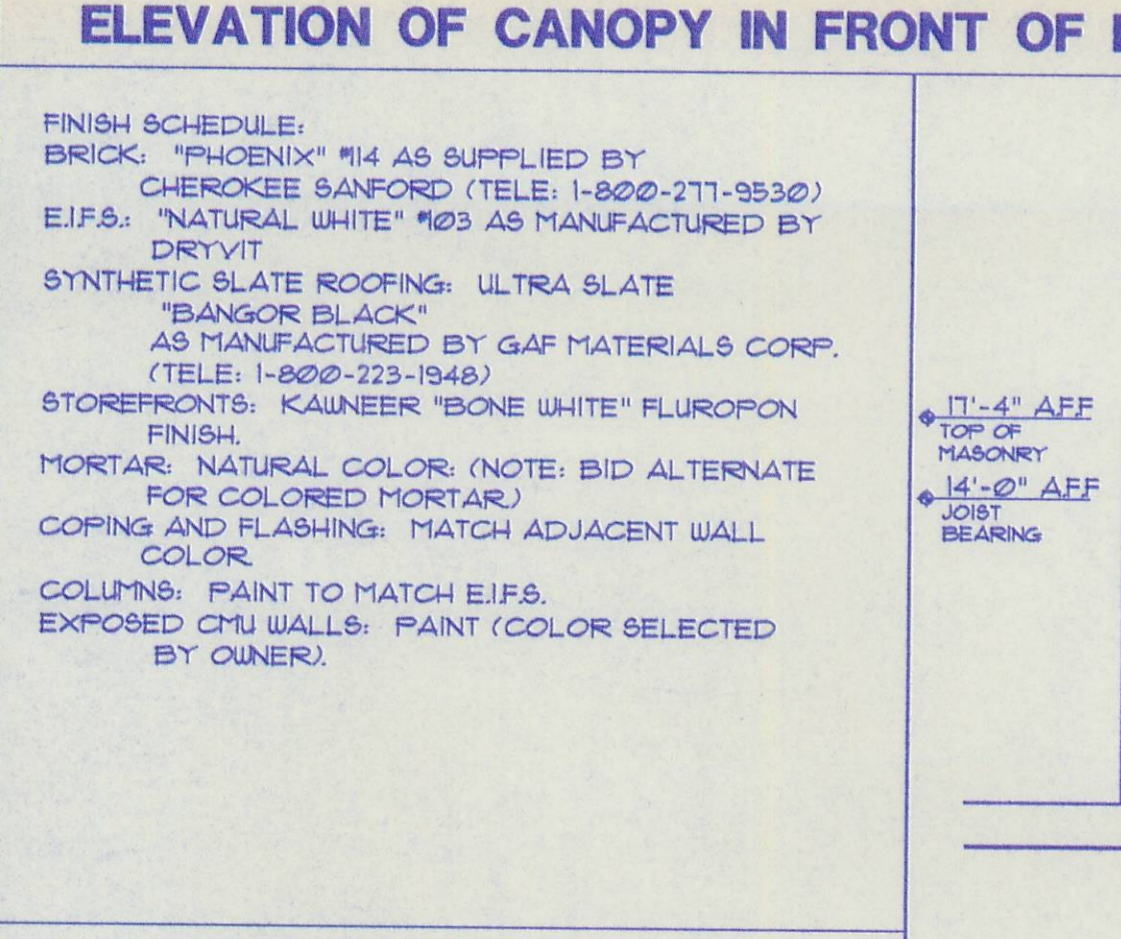 ELEVATION OF CANOPY IN FRONT OF
FINISH SCHEDULE:
BRICK: "PHOENIX" #114 AS SUPPLIED BY
CHEROKEE SANFORD (TELE: 1-800-277-9530)
E.I.F.S.: "NATURAL WHITE" #103 AS MANUFACTURED BY
DRYVIT
SYNTHETIC SLATE ROOFING: ULTRA SLATE
"BANGOR BLACK"
AS MANUFACTURED BY GAF MATERIALS CORP.
(TELE: 1-800-223-1948)
STOREFRONTS: KAWNEER "BONE WHITE" FLUROPON
FINISH.
MORTAR: NATURAL COLOR: (NOTE: BID ALTERNATE
FOR COLORED MORTAR.)
COPING AND FLASHING: MATCH ADJACENT WALL
COLOR
COLUMNS: PAINT TO MATCH E.I.F.S.
EXPOSED CMU WALLS: PAINT (COLOR SELECTED
BY OWNER).
17'-4" A.F.F
TOP OF
MASONRY
14'-0" A.F.F
JOIST
BEARING